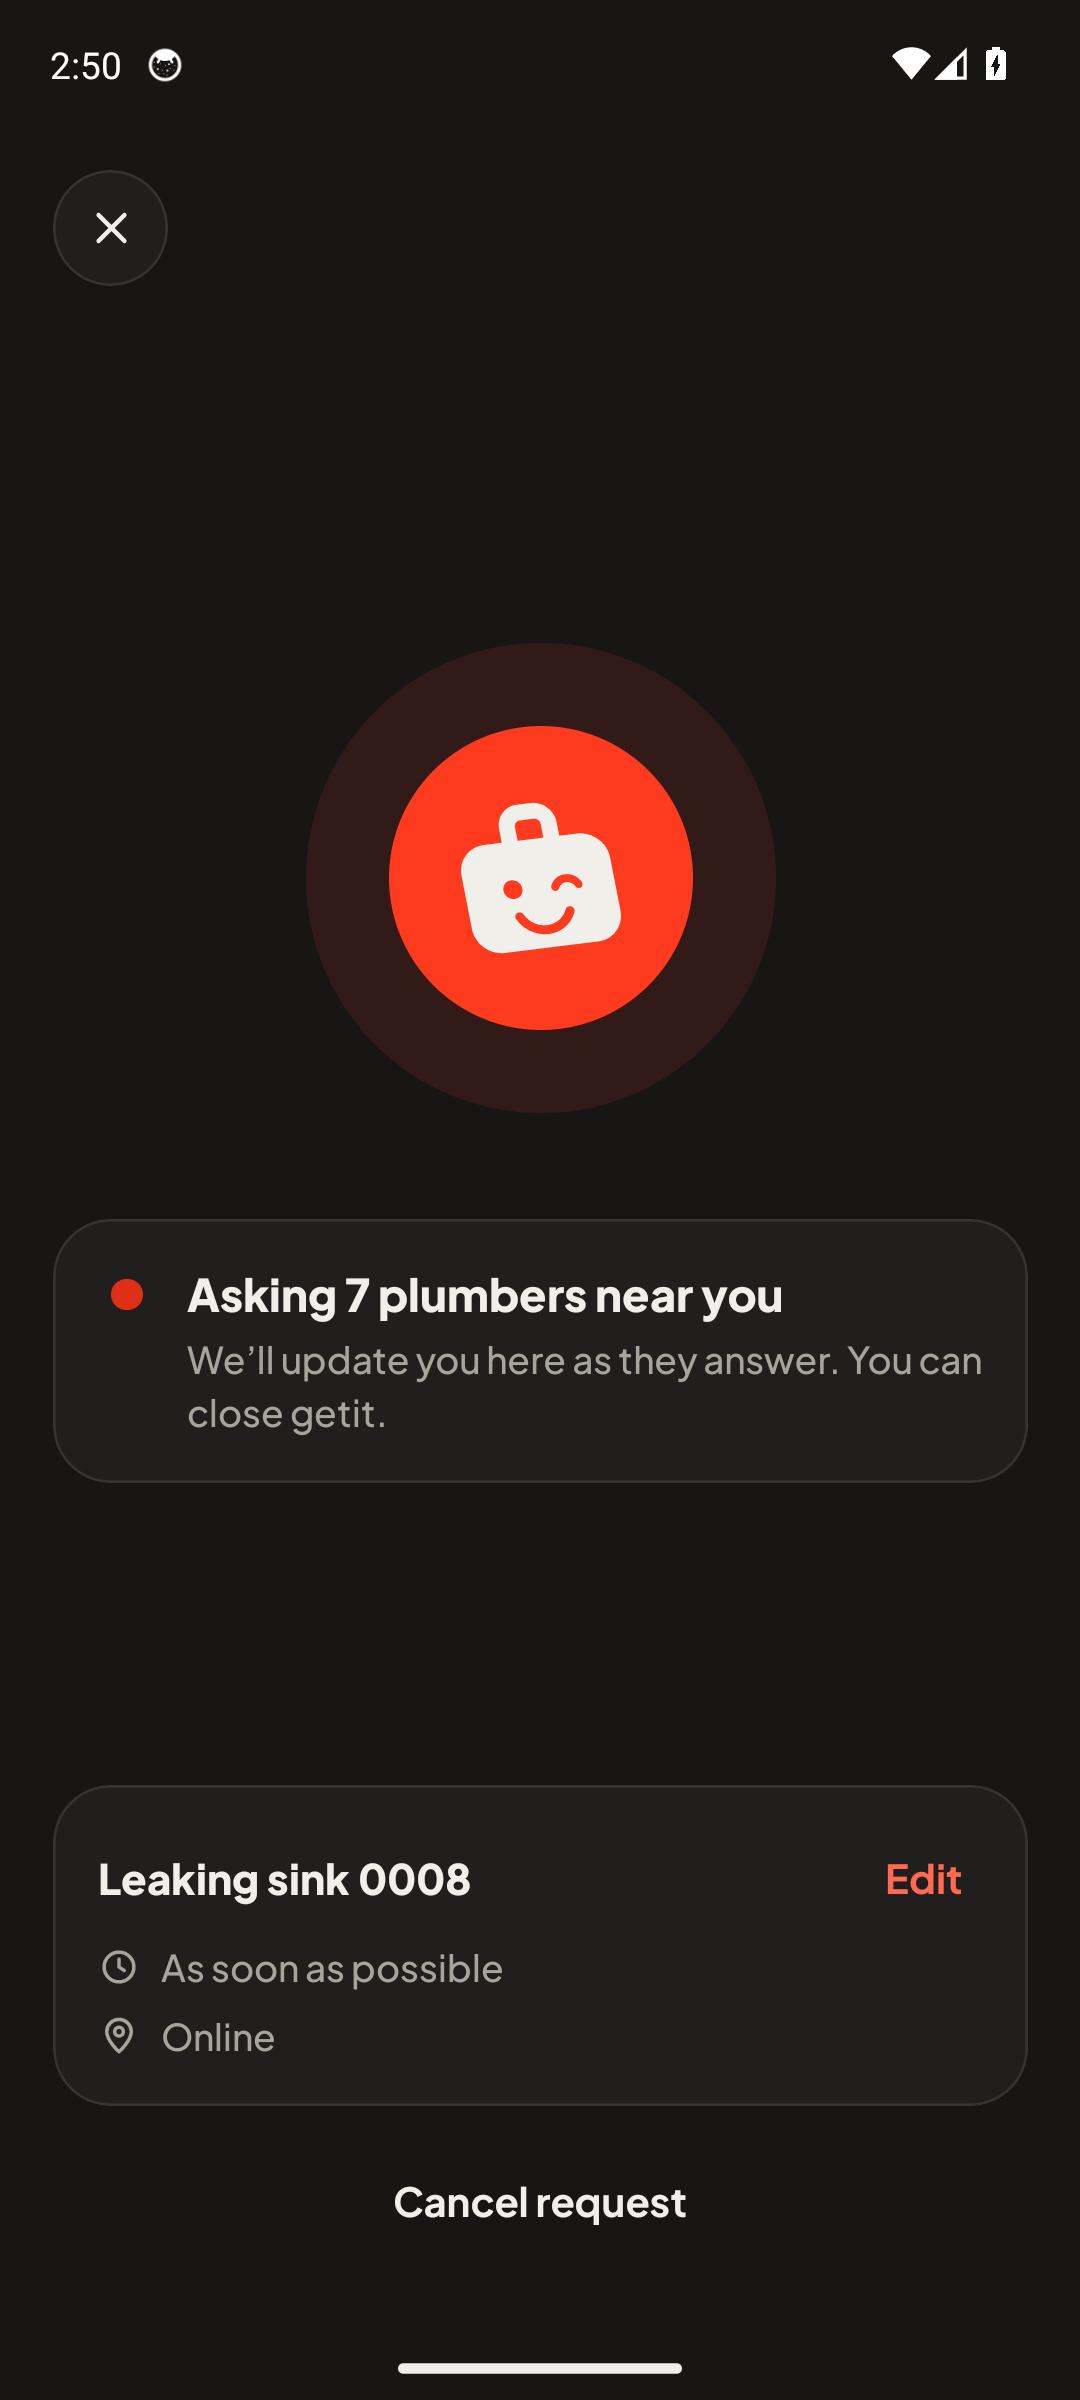 2:50
Asking 7 plumbers near you
We’ll update you here as they answer. You can
close getit.
Leaking sink 0008
Edit
As soon as possible
Online
Cancel request